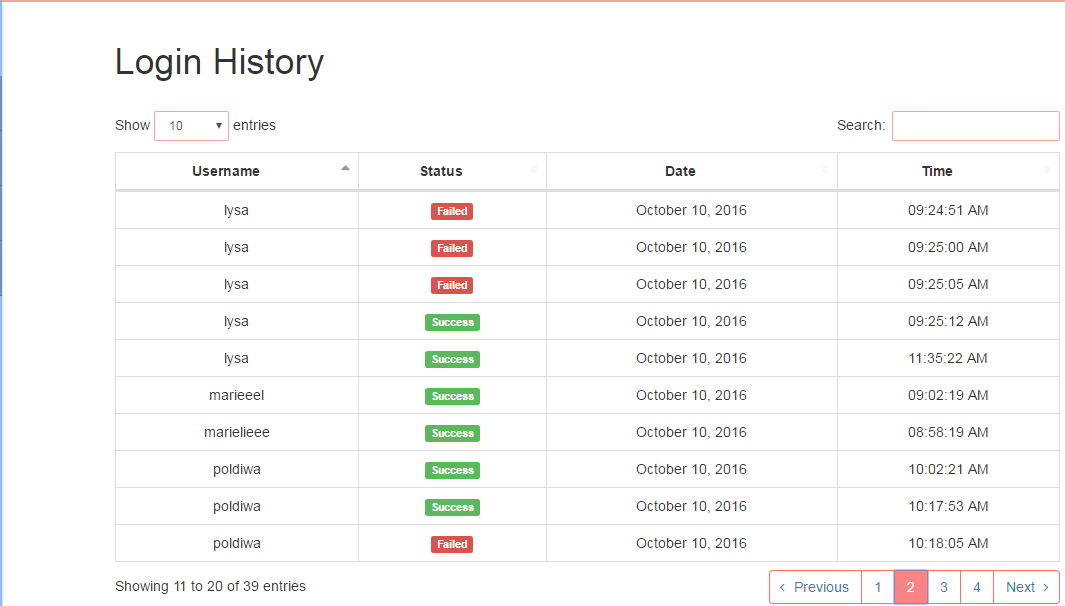 Login History
Show 10 entries Search:
Username Status Date Time
lysa Failed October 10, 2016 09:24:51 AM
lysa Failed October 10, 2016 09:25:00 AM
lysa Failed October 10, 2016 09:25:05 AM
lysa Success October 10, 2016 09:25:12 AM
lysa Success October 10, 2016 11:35:22 AM
marieeel Success October 10, 2016 09:02:19 AM
marielieee Success October 10, 2016 08:58:19 AM
poldiwa Success October 10, 2016 10:02:21 AM
poldiwa Success October 10, 2016 10:17:53 AM
poldiwa Failed October 10, 2016 10:18:05 AM
Showing 11 to 20 of 39 entries ‹ Previous 1 2 3 4 Next ›